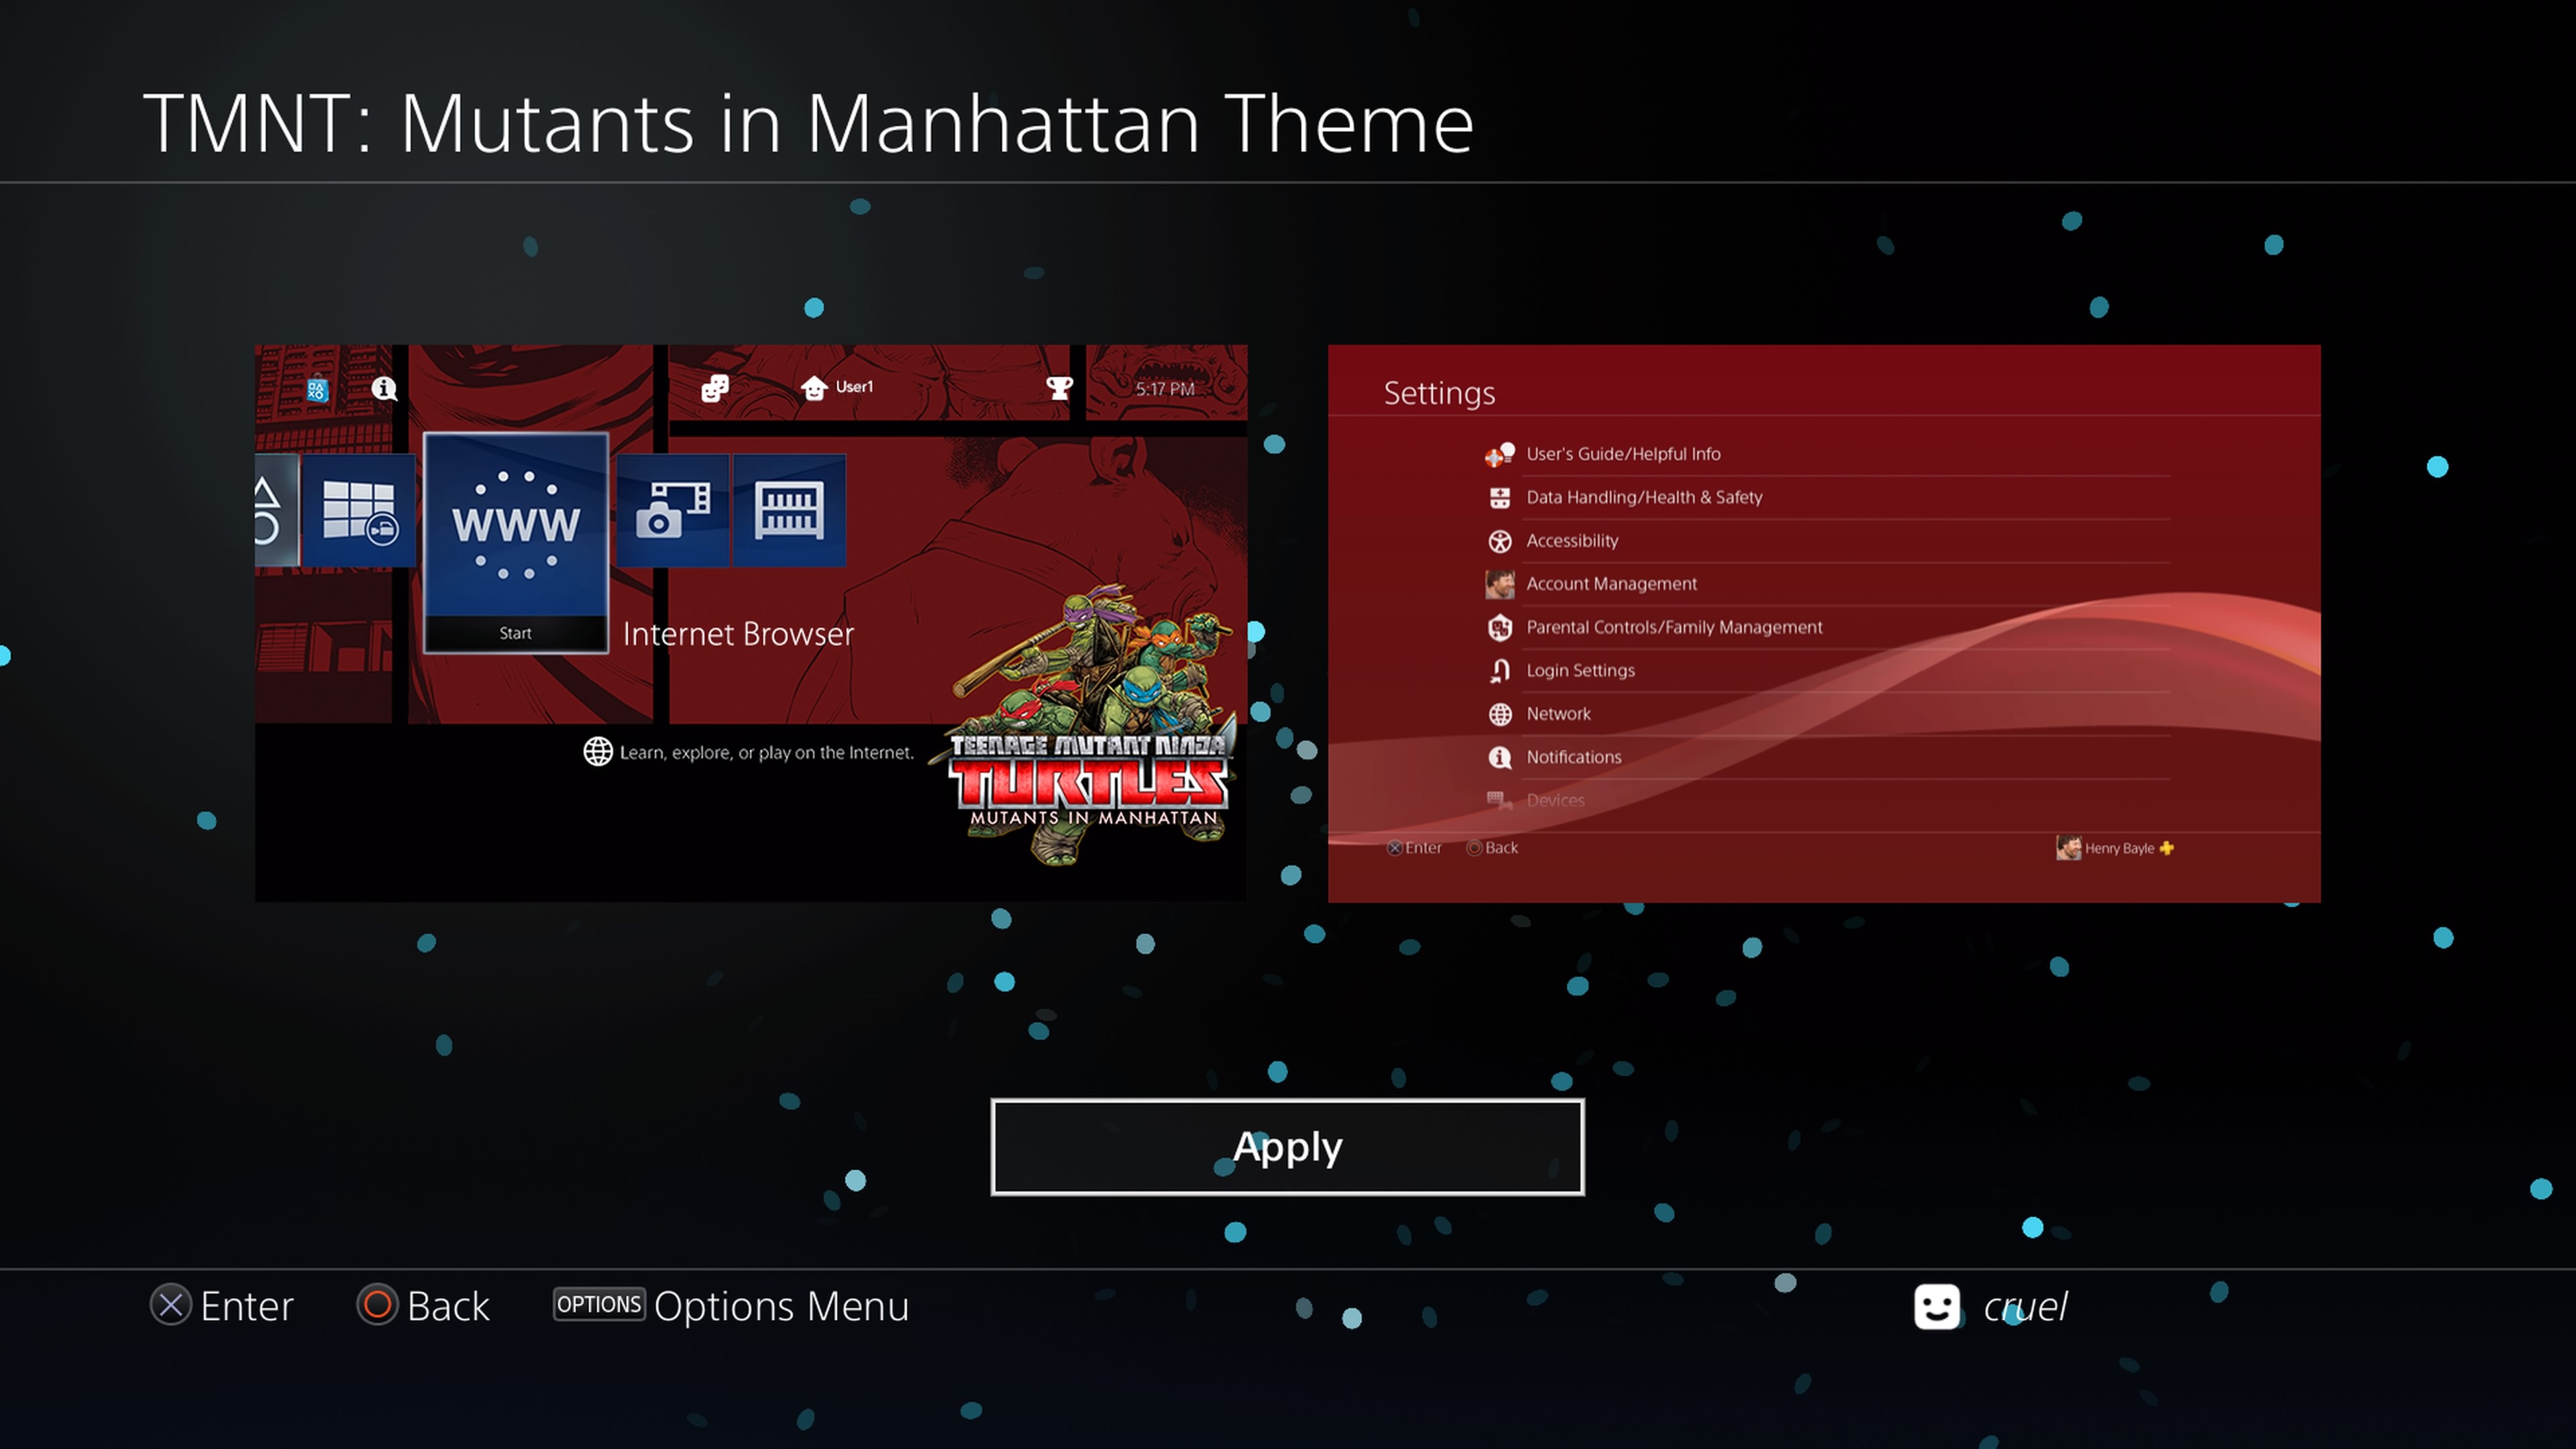 TMNT: Mutants in Manhattan Theme
User1
5:17 PM
WWW
Start
Internet Browser
Learn, explore, or play on the Internet.
TEENAGE MUTANT NINJA
TURTLES
MUTANTS IN MANHATTAN
Settings
User's Guide/Helpful Info
Data Handling/Health & Safety
Accessibility
Account Management
Parental Controls/Family Management
Login Settings
Network
Notifications
Devices
Enter Back Henry Bayle
Apply
Enter Back OPTIONS Options Menu cruel